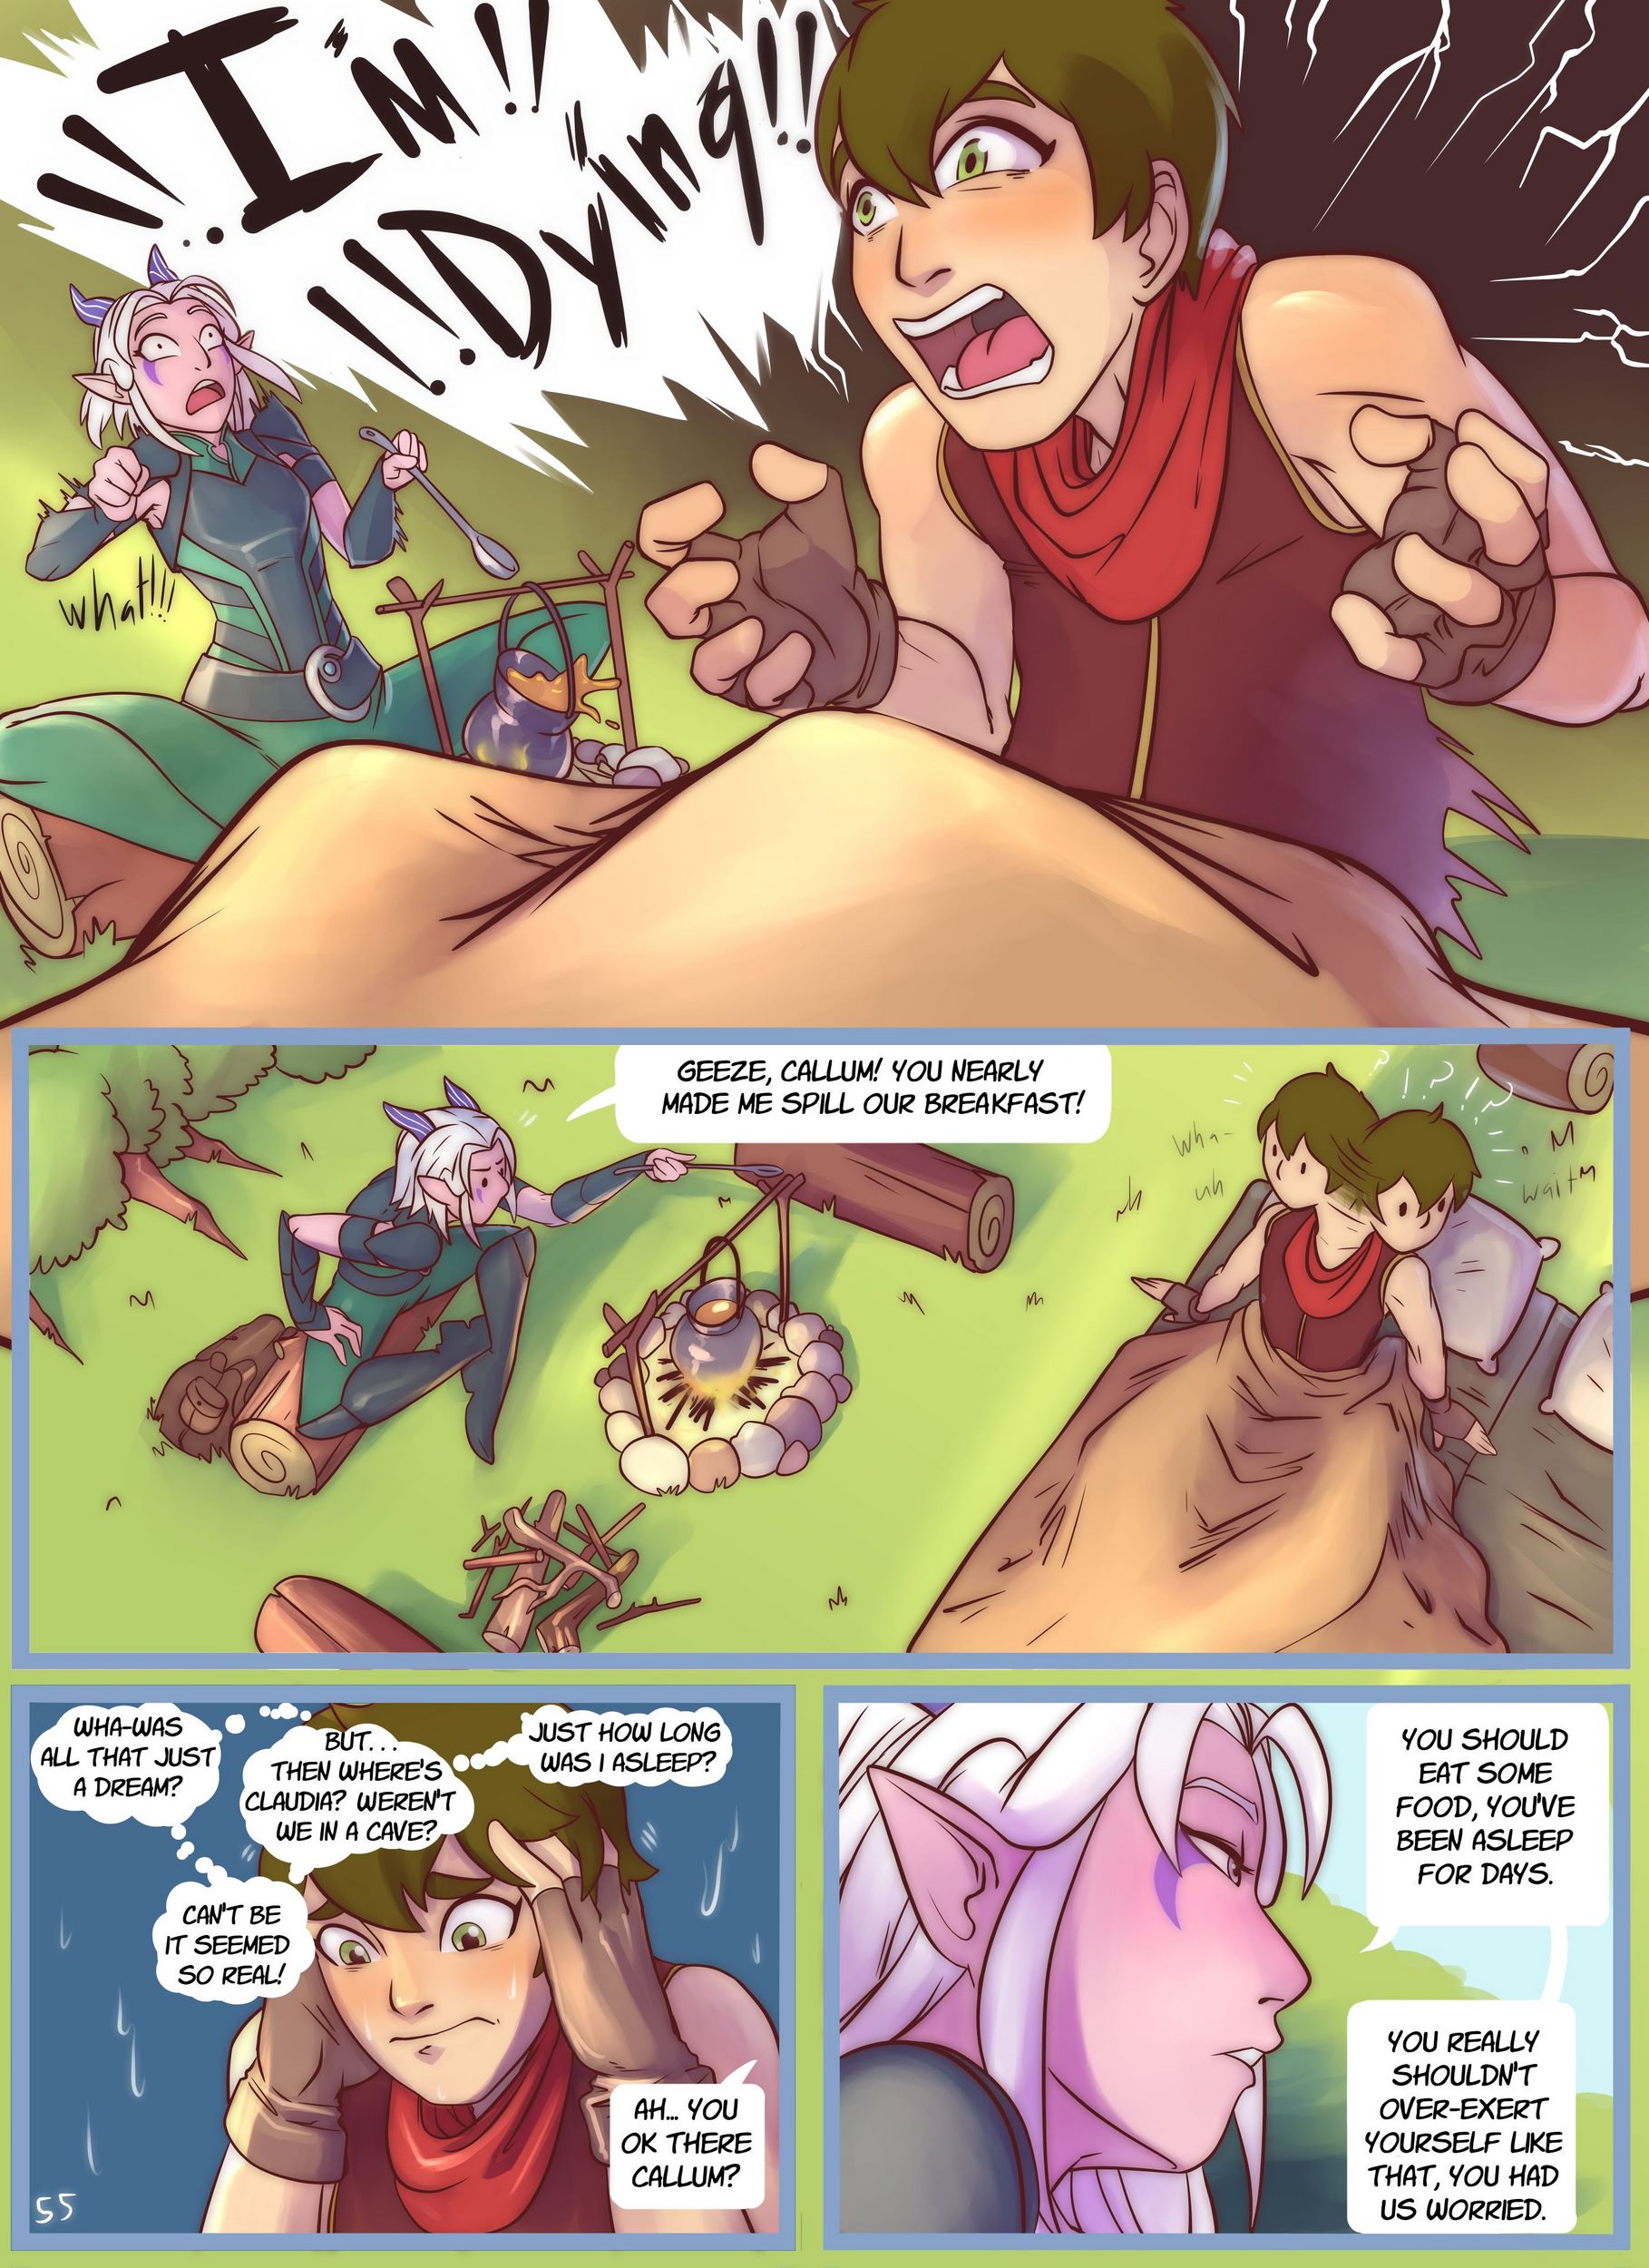 !! I'm!!
!! Dying!!
what!!!
GEEZE, CALLUM! YOU NEARLY
MADE ME SPILL OUR BREAKFAST!
wha-
uh
wait
!?!?
WHA-WAS
ALL THAT JUST
A DREAM?
CAN'T BE
IT SEEMED
SO REAL!
BUT...
THEN WHERE'S
CLAUDIA? WEREN'T
WE IN A CAVE?
JUST HOW LONG
WAS I ASLEEP?
AH... YOU
OK THERE
CALLUM?
55
YOU SHOULD
EAT SOME
FOOD, YOU'VE
BEEN ASLEEP
FOR DAYS.
YOU REALLY
SHOULDN'T
OVER-EXERT
YOURSELF LIKE
THAT, YOU HAD
US WORRIED.